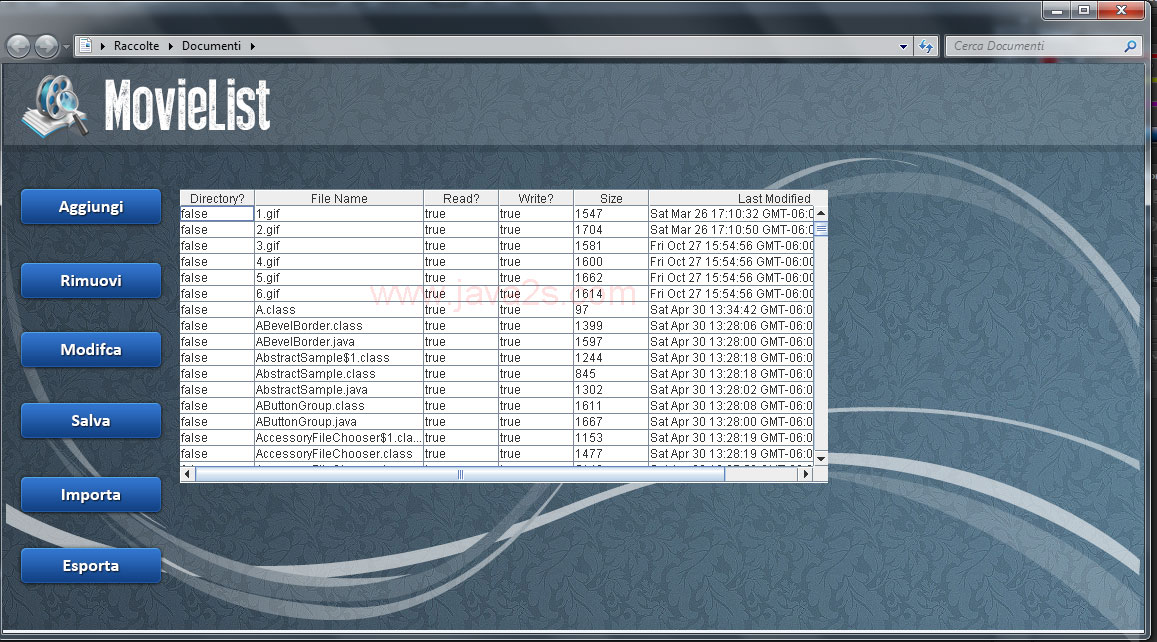 Raccolte Documenti Cerca Documenti
MovieList
Aggiungi
Rimuovi
Modifca
Salva
Importa
Esporta
Directory? File Name Read? Write? Size Last Modified
false 1.gif true true 1547 Sat Mar 26 17:10:32 GMT-06:0
false 2.gif true true 1704 Sat Mar 26 17:10:50 GMT-06:0
false 3.gif true true 1581 Fri Oct 27 15:54:56 GMT-06:00
false 4.gif true true 1600 Fri Oct 27 15:54:56 GMT-06:00
false 5.gif true true 1662 Fri Oct 27 15:54:56 GMT-06:00
false 6.gif true true 1614 Fri Oct 27 15:54:56 GMT-06:00
www.java2s.com
false A.class true true 97 Sat Apr 30 13:34:42 GMT-06:0
false ABevelBorder.class true true 1399 Sat Apr 30 13:28:06 GMT-06:0
false ABevelBorder.java true true 1597 Sat Apr 30 13:28:00 GMT-06:0
false AbstractSample$1.class true true 1244 Sat Apr 30 13:28:18 GMT-06:0
false AbstractSample.class true true 845 Sat Apr 30 13:28:18 GMT-06:0
false AbstractSample.java true true 1302 Sat Apr 30 13:28:02 GMT-06:0
false AButtonGroup.class true true 1611 Sat Apr 30 13:28:08 GMT-06:0
false AButtonGroup.java true true 1667 Sat Apr 30 13:28:00 GMT-06:0
false AccessoryFileChooser$1.cla... true true 1153 Sat Apr 30 13:28:19 GMT-06:0
false AccessoryFileChooser.class true true 1477 Sat Apr 30 13:28:19 GMT-06:0